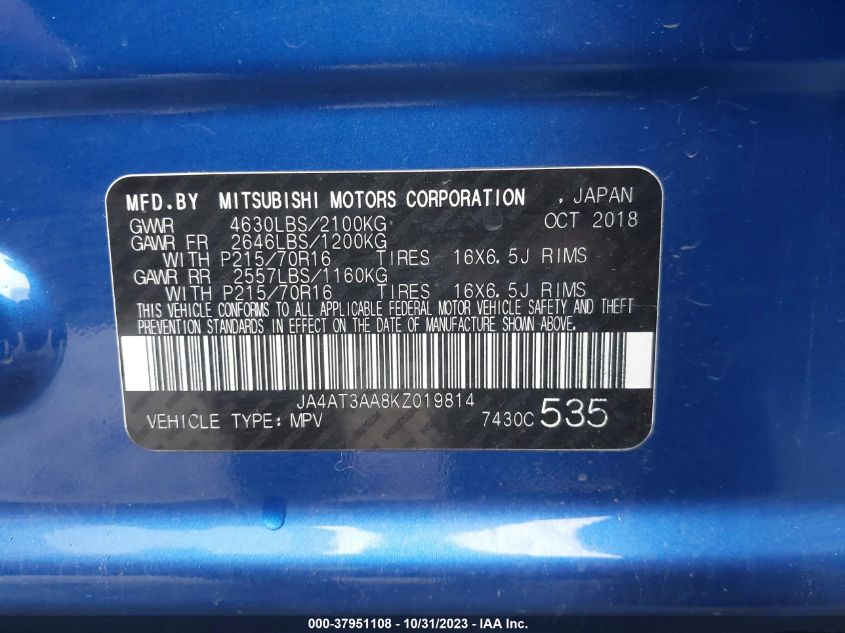 MFD.BY MITSUBISHI MOTORS CORPORATION , JAPAN
GVWR 4630LBS/2100KG OCT 2018
GAWR FR 2646LBS/1200KG
WITH P215/70R16 TIRES 16X6.5J RIMS
GAWR RR 2557LBS/1160KG
WITH P215/70R16 TIRES 16X6.5J RIMS
THIS VEHICLE CONFORMS TO ALL APPLICABLE FEDERAL MOTOR VEHICLE SAFETY AND THEFT
PREVENTION STANDARDS IN EFFECT ON THE DATE OF MANUFACTURE SHOWN ABOVE.
JA4AT3AA8KZ019814
VEHICLE TYPE: MPV 7430C 535
000-37951108 - 10/31/2023 - IAA Inc.